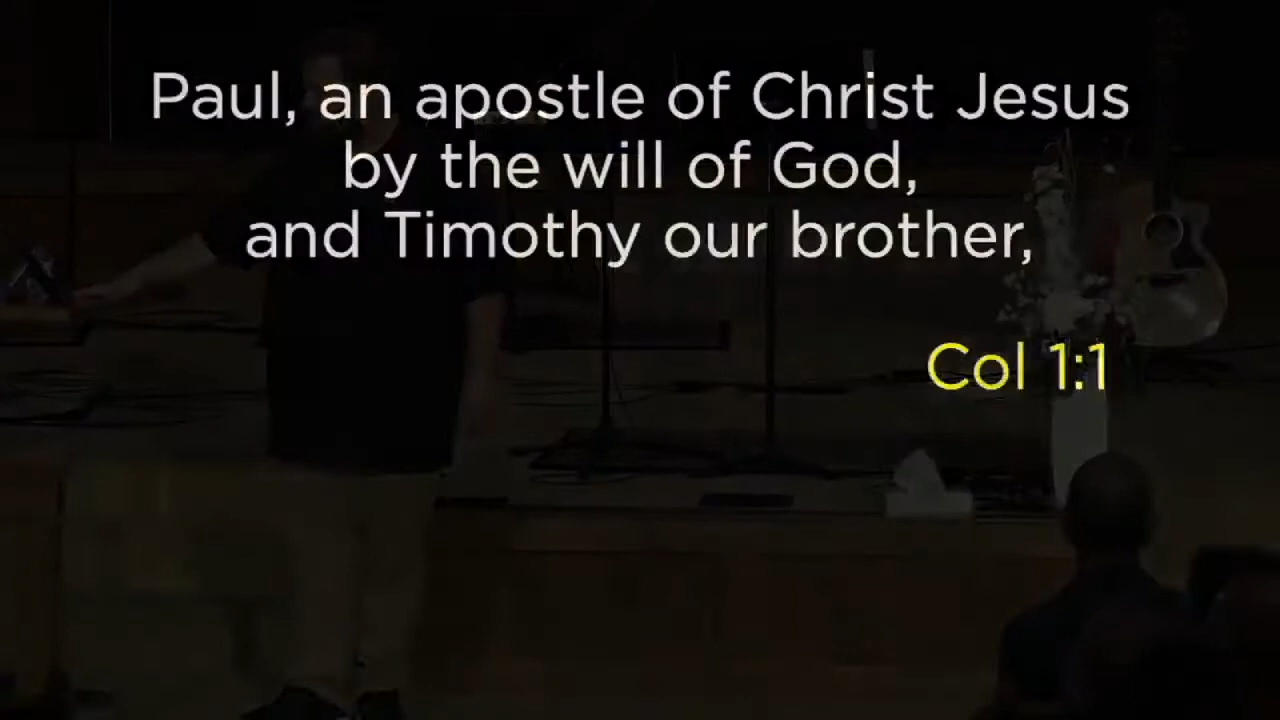 Paul, an apostle of Christ Jesus
by the will of God,
and Timothy our brother,
Col 1:1